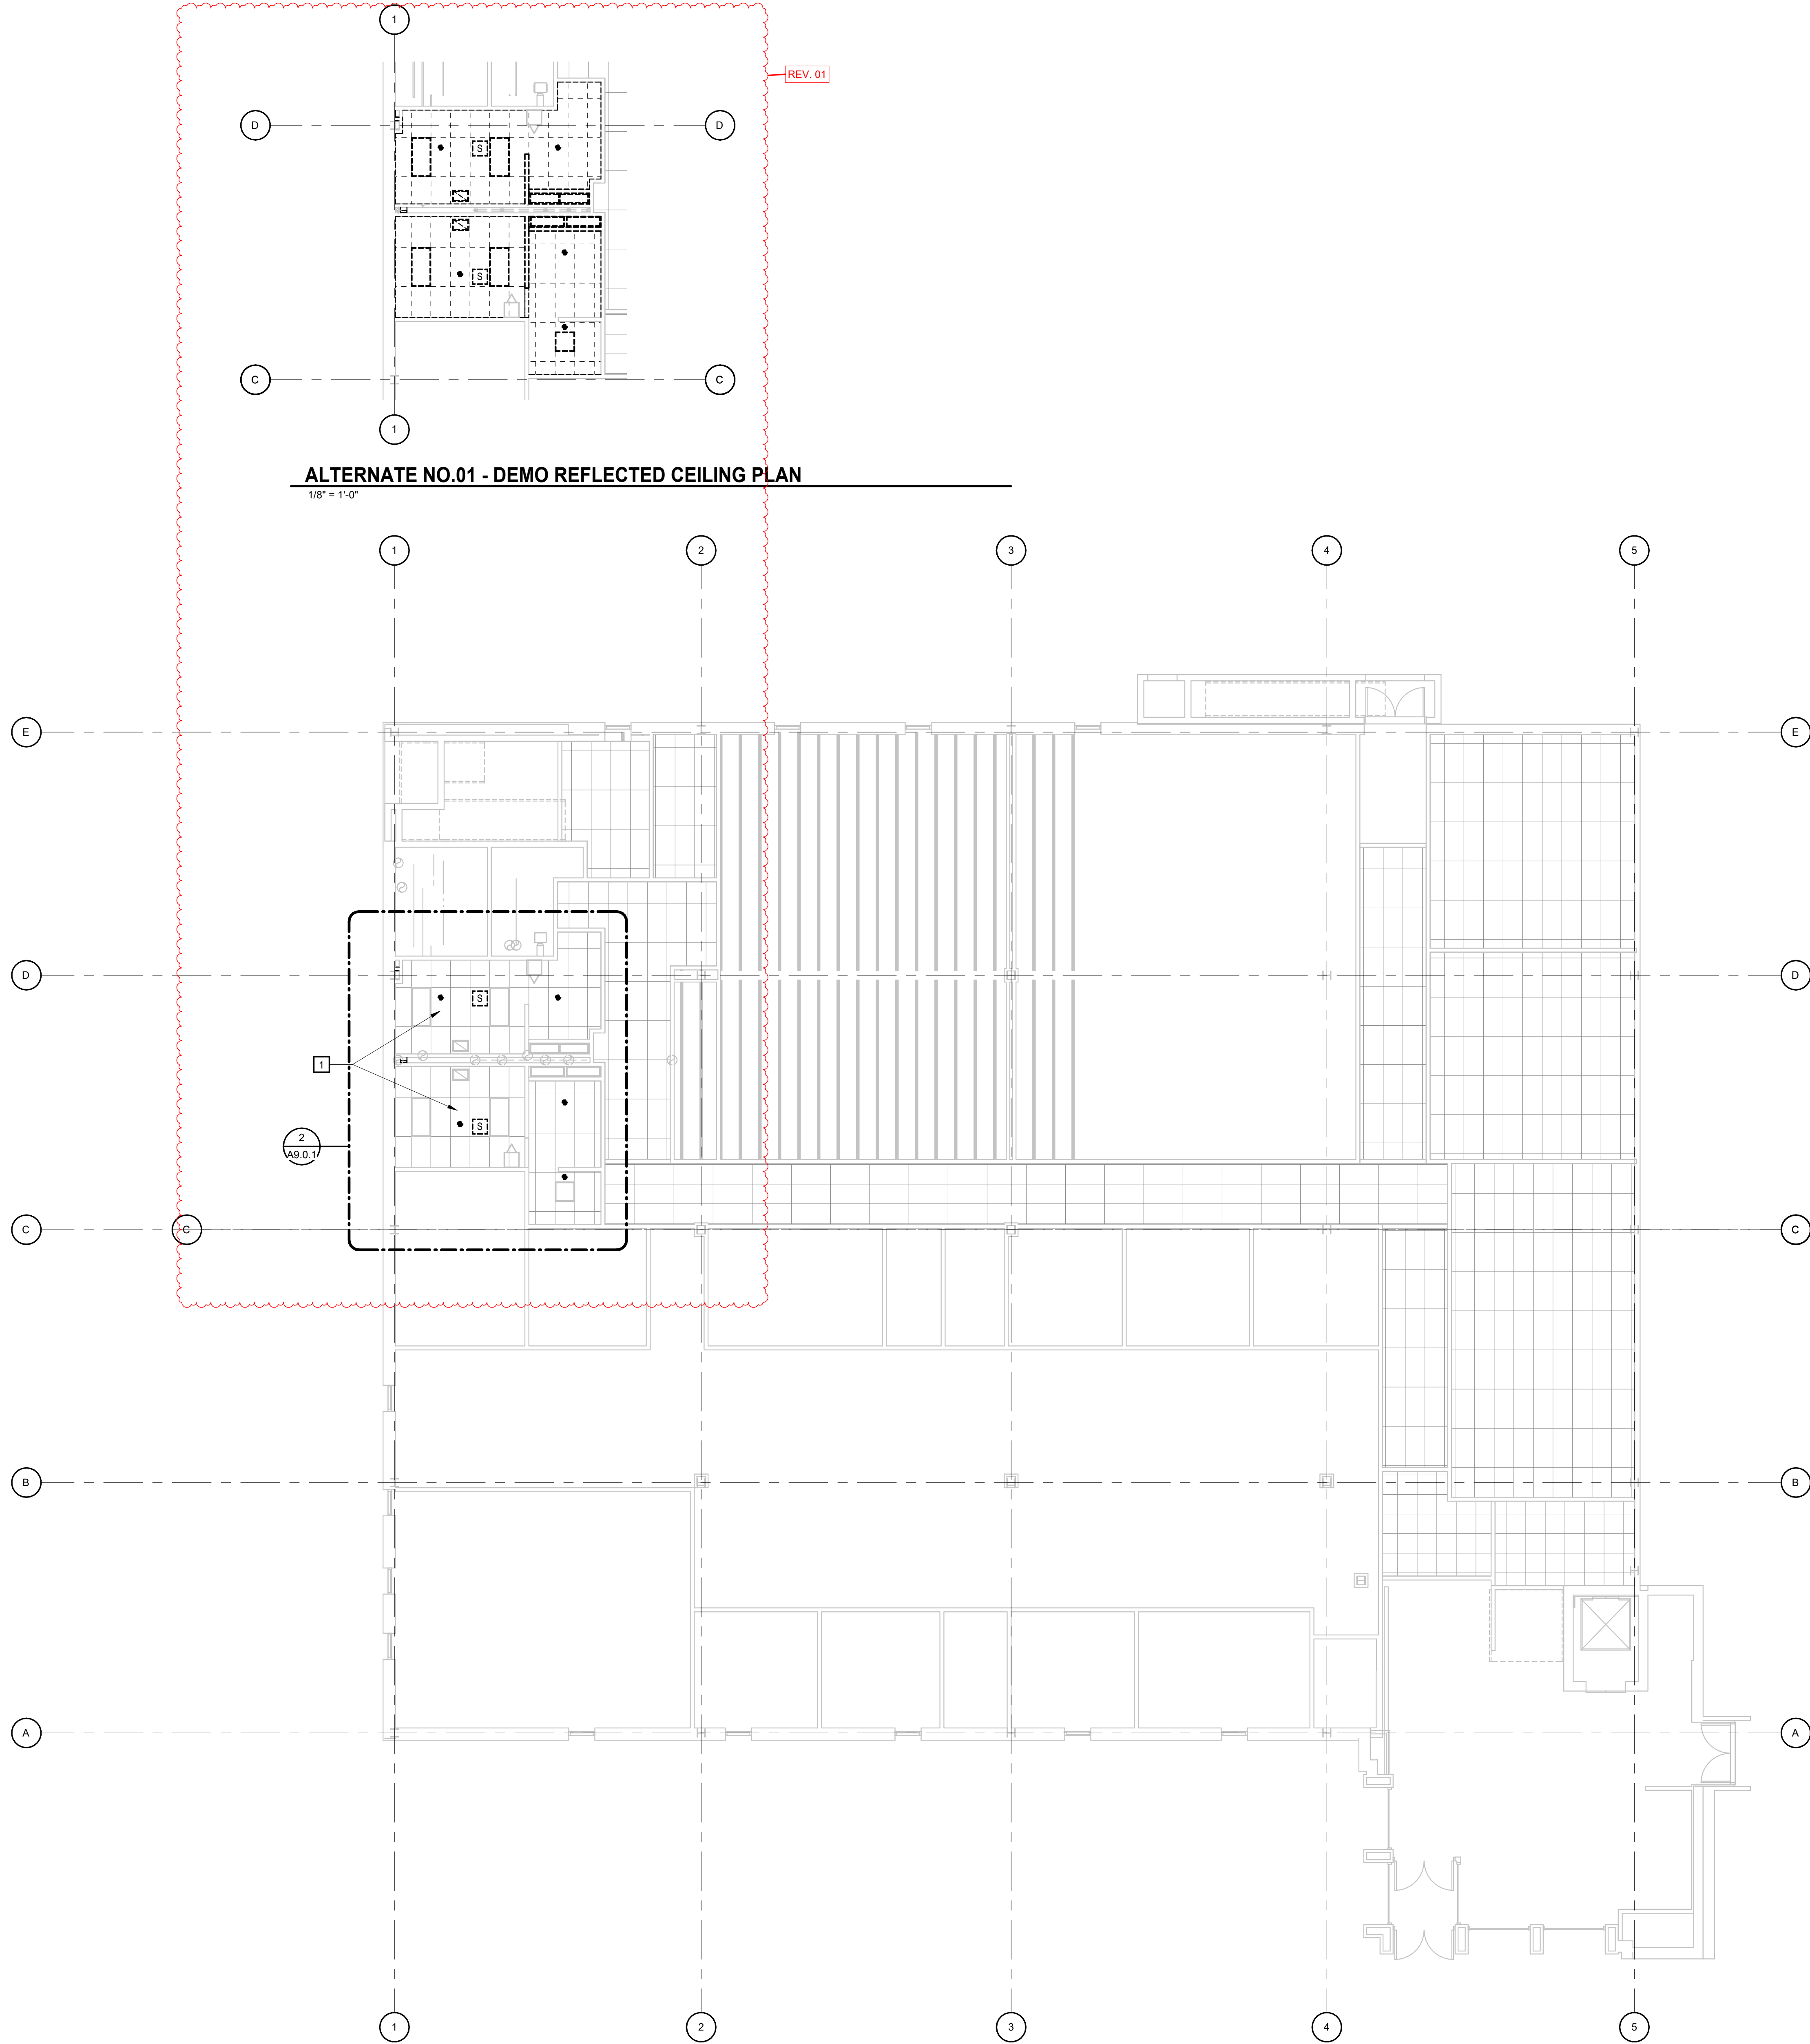 1
REV. 01
D D
S
S
C C
1
ALTERNATE NO.01 - DEMO REFLECTED CEILING PLAN
1/8" = 1'-0"
1 2 3 4 5
E E
D D
S
1
S
2
A9.0.1
C C C
B B
A A
1 2 3 4 5